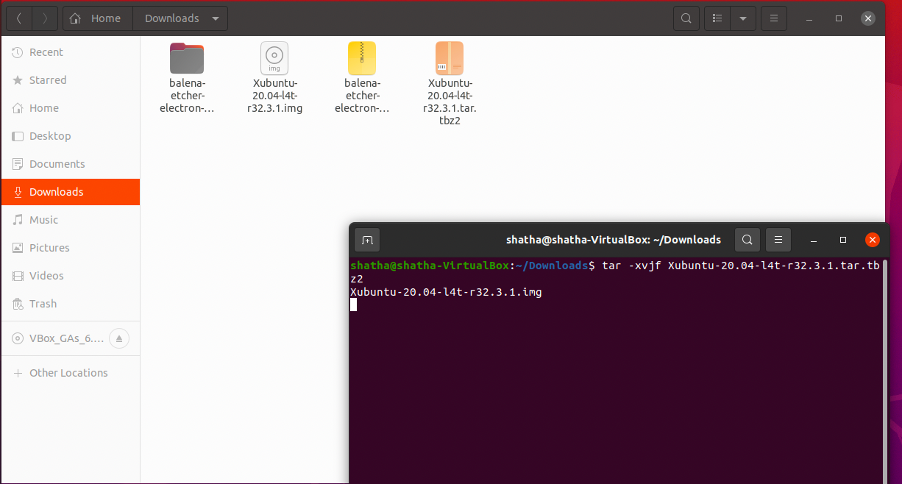 Home
Downloads
Recent
Starred
Home
Desktop
Documents
Downloads
Music
Pictures
Videos
Trash
VBox_GAs_6....
Other Locations
balena-
etcher-
electron-...
img
Xubuntu-
20.04-l4t-
r32.3.1.img
balena-
etcher-
electron-...
Xubuntu-
20.04-l4t-
r32.3.1.tar.
tbz2
shatha@shatha-VirtualBox: ~/Downloads
shatha@shatha-VirtualBox:~/Downloads$ tar -xvjf Xubuntu-20.04-l4t-r32.3.1.tar.tb
z2
Xubuntu-20.04-l4t-r32.3.1.img